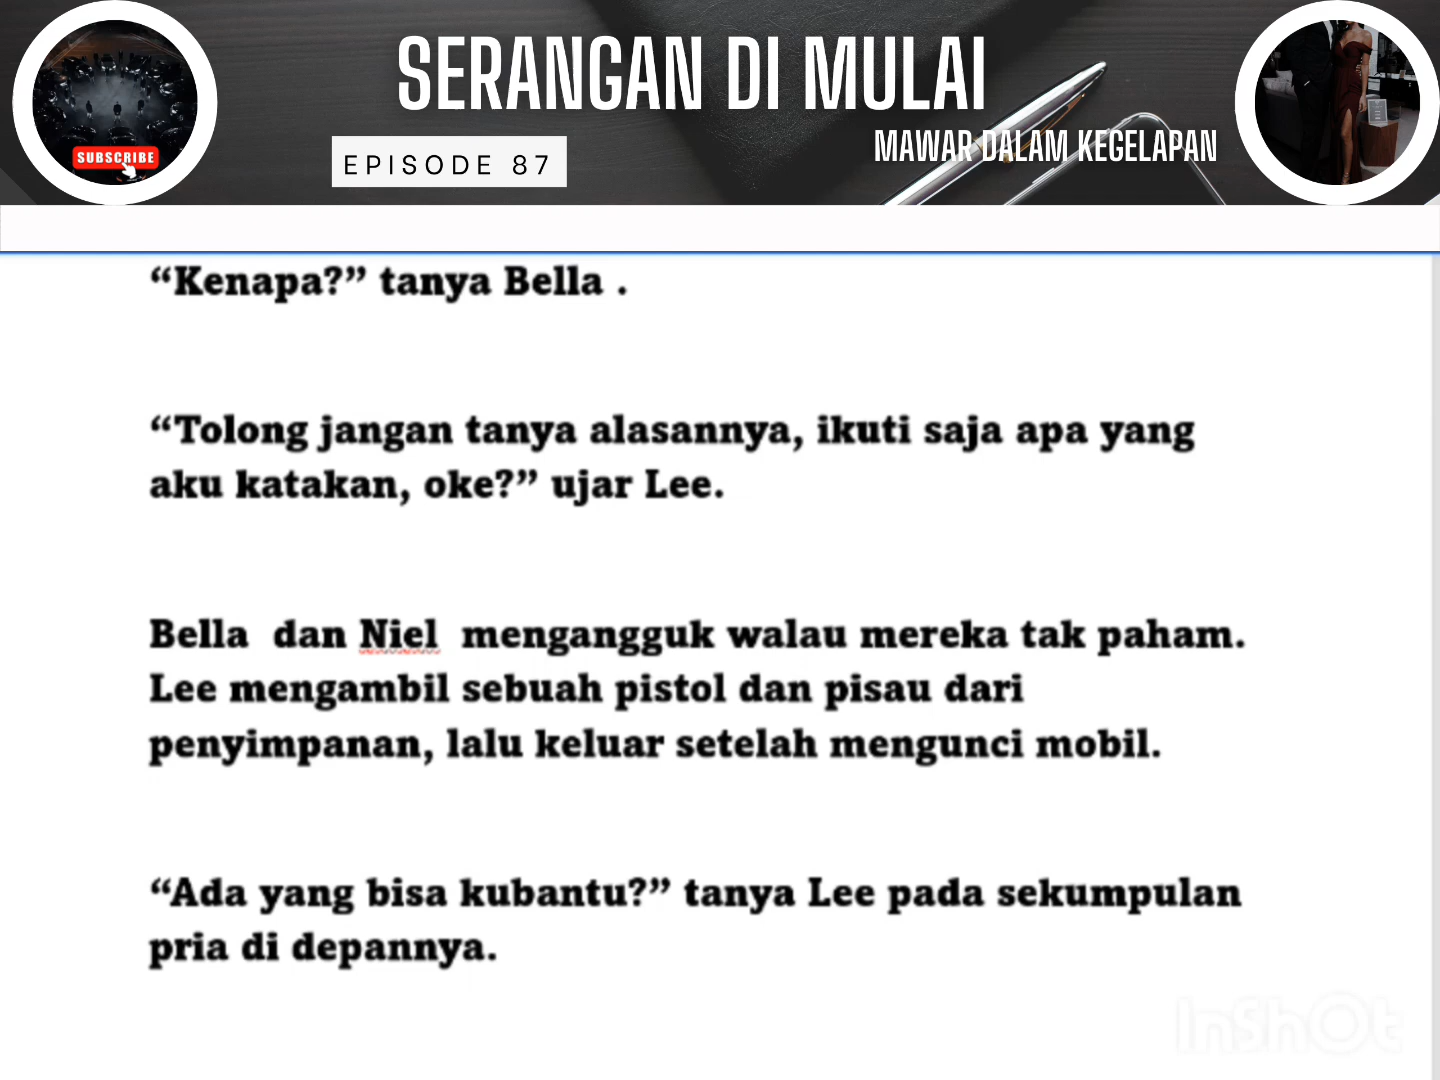 SERANGAN DI MULAI
MAWAR DALAM KEGELAPAN
EPISODE 87
SUBSCRIBE
“Kenapa?” tanya Bella .
“Tolong jangan tanya alasannya, ikuti saja apa yang
aku katakan, oke?” ujar Lee.
Bella dan Niel mengangguk walau mereka tak paham.
Lee mengambil sebuah pistol dan pisau dari
penyimpanan, lalu keluar setelah mengunci mobil.
“Ada yang bisa kubantu?” tanya Lee pada sekumpulan
pria di depannya.
InShOt